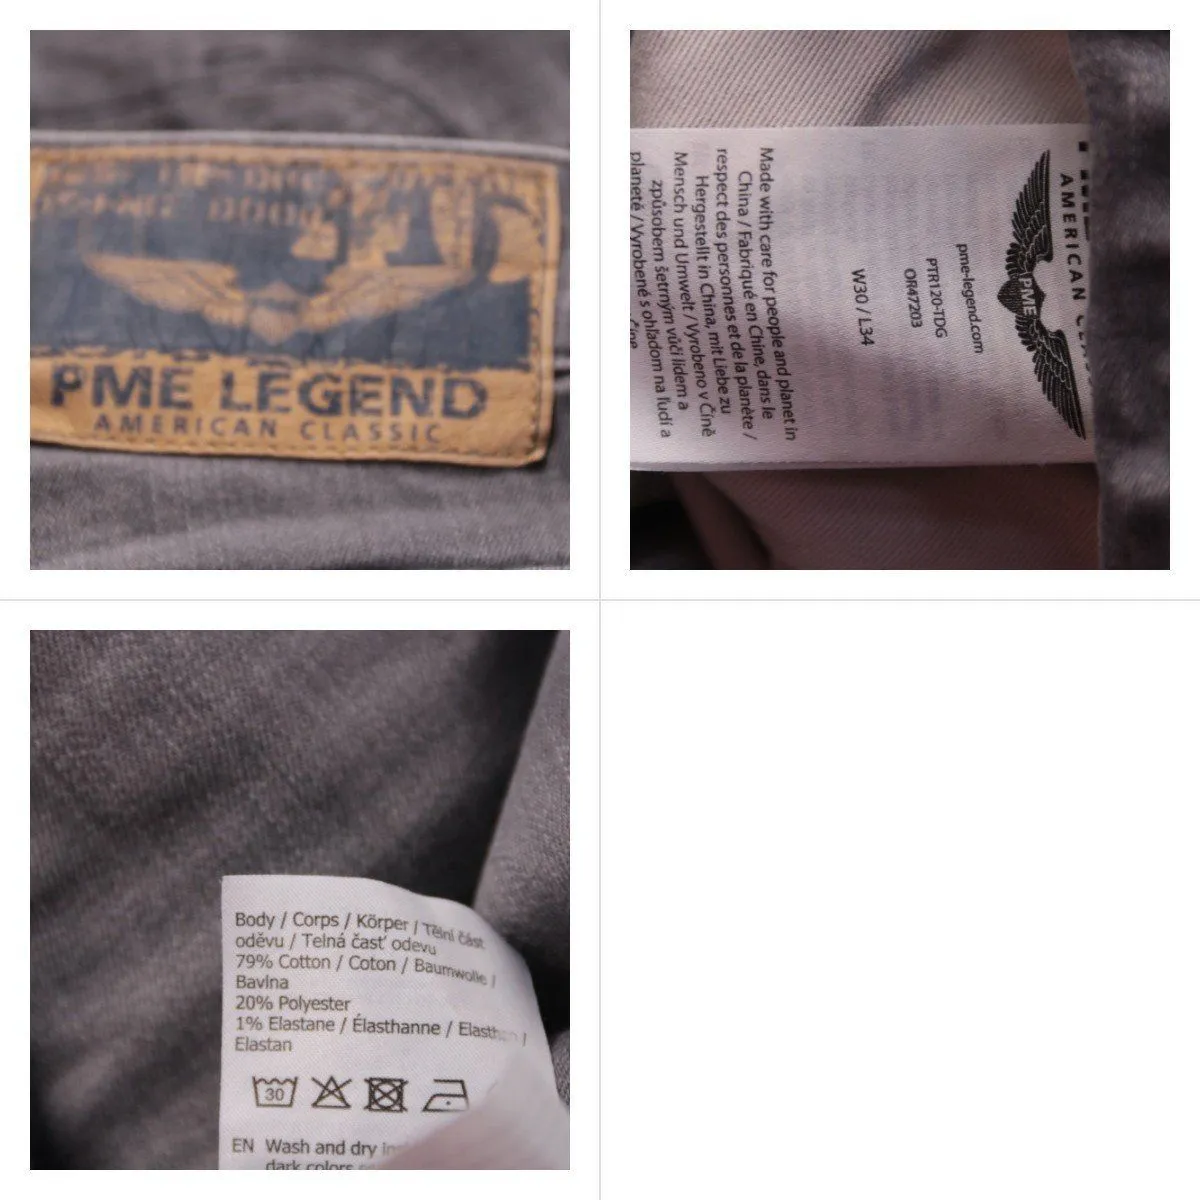 PME LEGEND
AMERICAN CLASSIC
AMERICAN
PME
pme-legend.com
PTR120-TDG
OR47203
W30 / L34
Made with care for people and planet in
China / Fabriqué en Chine, dans le
respect des personnes et de la planète /
Hergestellt in China, mit Liebe zu
Mensch und Umwelt / Vyrobeno v Číně
způsobem šetrným vůči lidem a
planetě / Vyrobené s ohľadom na ľudí a
Číne
Body / Corps / Körper / Tělní část
oděvu / Telná časť odevu
79% Cotton / Coton / Baumwolle /
Bavlna
20% Polyester
1% Elastane / Élasthanne / /
Elastan
30
EN Wash and dry
dark colors